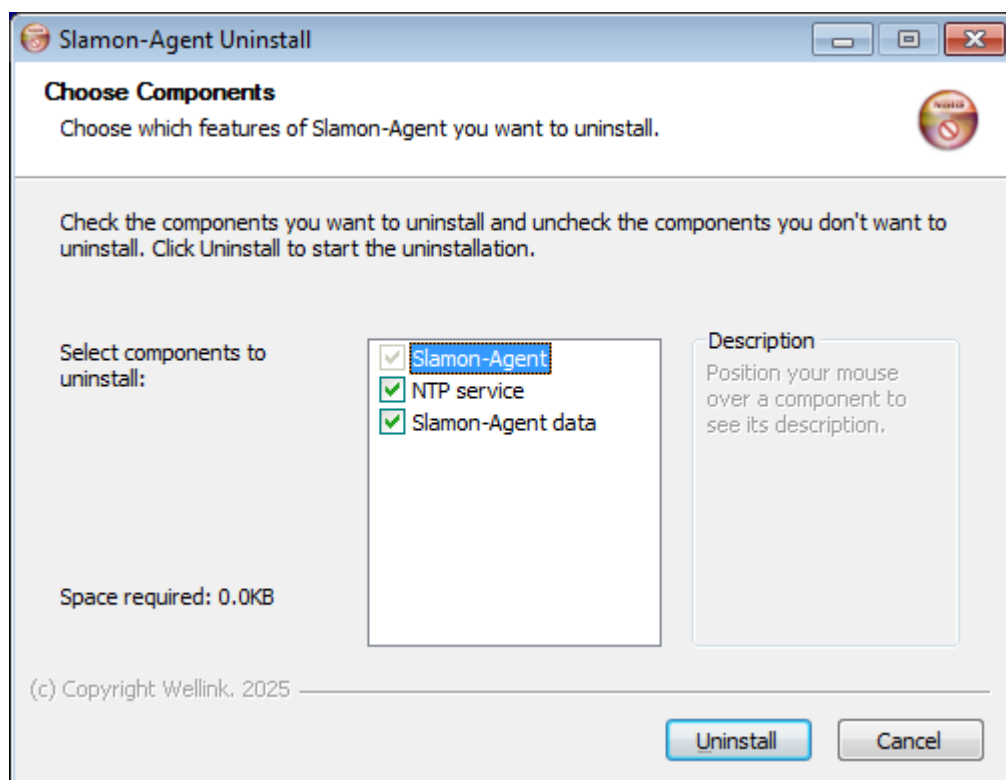 Slamon-Agent Uninstall
Choose Components
Choose which features of Slamon-Agent you want to uninstall.
Check the components you want to uninstall and uncheck the components you don't want to
uninstall. Click Uninstall to start the uninstallation.
Select components to
uninstall:
Slamon-Agent
NTP service
Slamon-Agent data
Description
Position your mouse
over a component to
see its description.
Space required: 0.0KB
(c) Copyright Wellink, 2025
Uninstall
Cancel